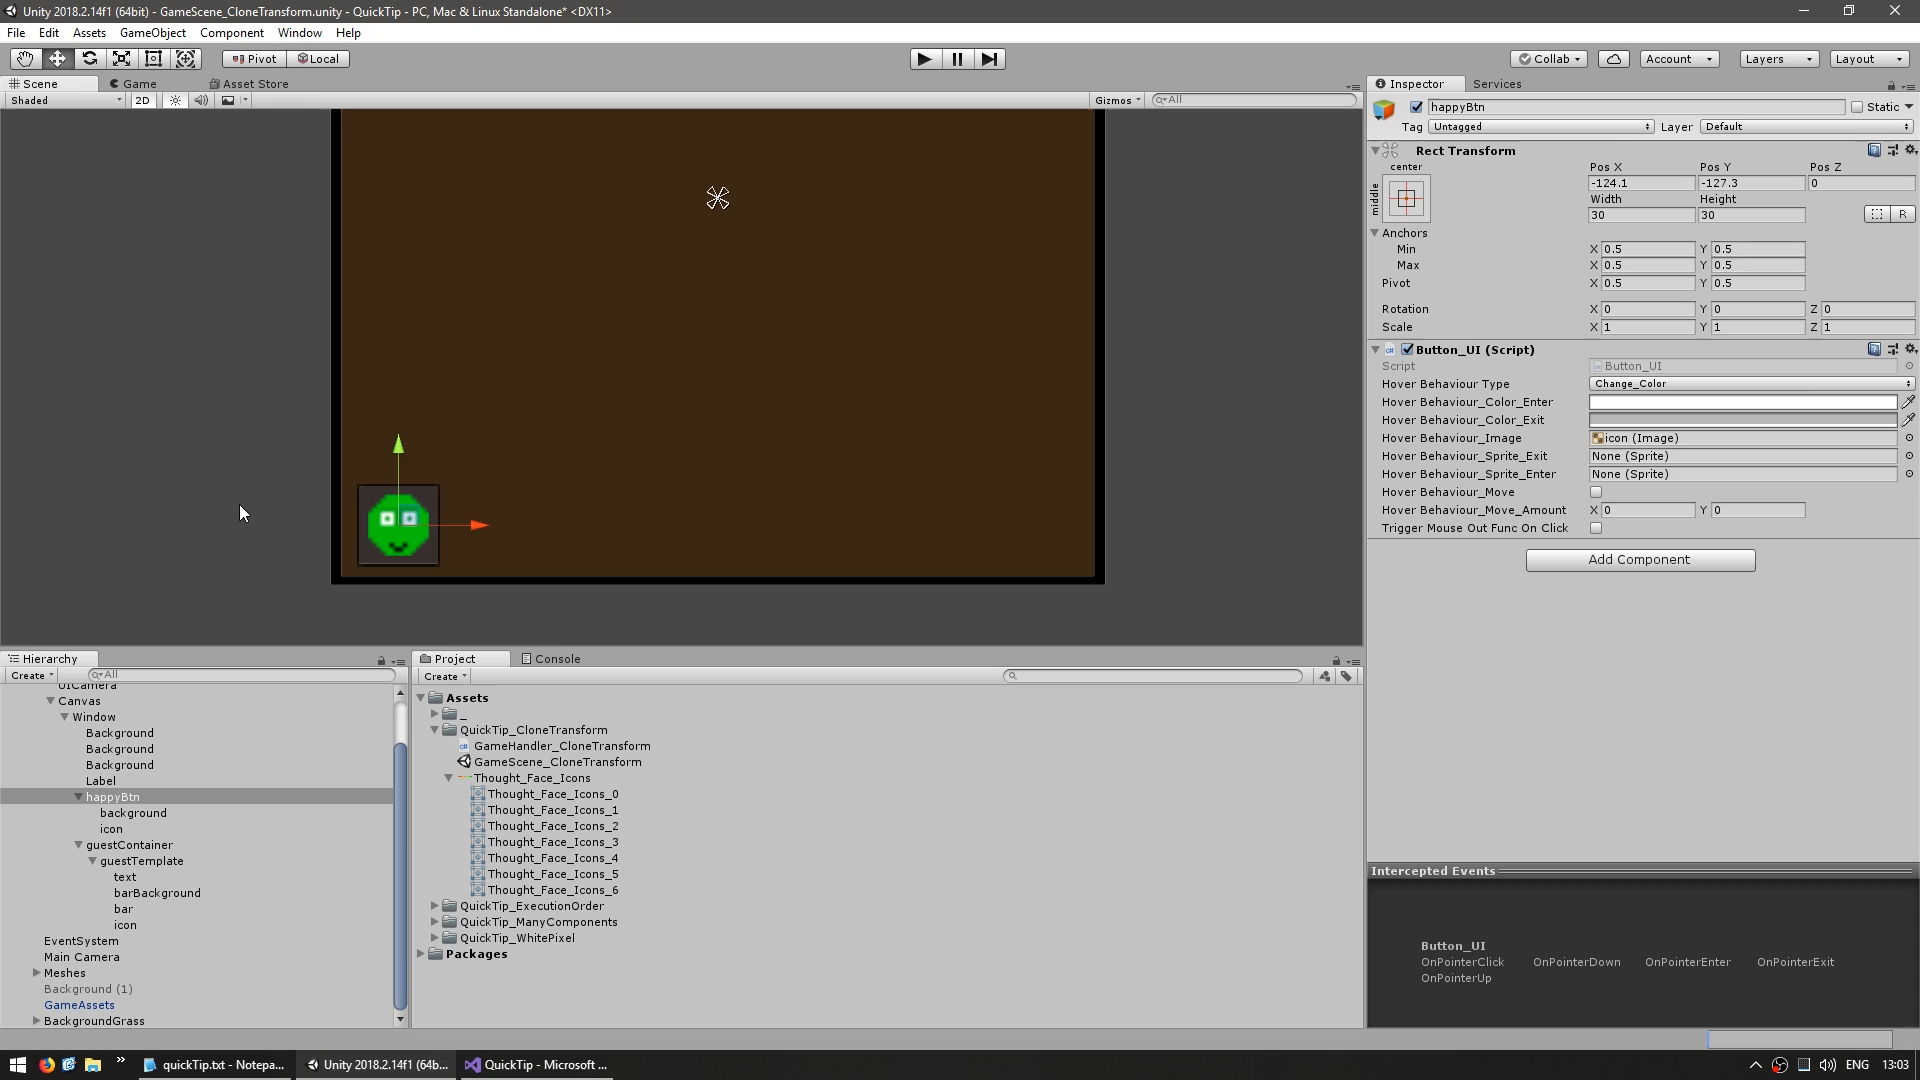 Unity 2018.2.14f1 (64bit) - GameScene_CloneTransform.unity - QuickTip - PC, Mac & Linux Standalone* <DX11>
File Edit Assets GameObject Component Window Help
Pivot Local Collab Account Layers Layout
Scene Game Asset Store
Shaded 2D Gizmos All
Inspector Services
happyBtn Static
Tag Untagged Layer Default
Rect Transform
center
middle
Pos X Pos Y Pos Z
-124.1 -127.3 0
Width Height
30 30 R
Anchors
Min X 0.5 Y 0.5
Max X 0.5 Y 0.5
Pivot X 0.5 Y 0.5
Rotation X 0 Y 0 Z 0
Scale X 1 Y 1 Z 1
Button_UI (Script)
Script Button_UI
Hover Behaviour Type Change_Color
Hover Behaviour_Color_Enter
Hover Behaviour_Color_Exit
Hover Behaviour_Image icon (Image)
Hover Behaviour_Sprite_Exit None (Sprite)
Hover Behaviour_Sprite_Enter None (Sprite)
Hover Behaviour_Move
Hover Behaviour_Move_Amount X 0 Y 0
Trigger Mouse Out Func On Click
Add Component
Hierarchy
Create All
UICamera
Canvas
Window
Background
Background
Background
Label
happyBtn
background
icon
guestContainer
guestTemplate
text
barBackground
bar
icon
EventSystem
Main Camera
Meshes
Background (1)
GameAssets
BackgroundGrass
Project Console
Create
Assets
_
QuickTip_CloneTransform
GameHandler_CloneTransform
GameScene_CloneTransform
Thought_Face_Icons
Thought_Face_Icons_0
Thought_Face_Icons_1
Thought_Face_Icons_2
Thought_Face_Icons_3
Thought_Face_Icons_4
Thought_Face_Icons_5
Thought_Face_Icons_6
QuickTip_ExecutionOrder
QuickTip_ManyComponents
QuickTip_WhitePixel
Packages
Intercepted Events
Button_UI
OnPointerClick OnPointerDown OnPointerEnter OnPointerExit
OnPointerUp
quickTip.txt - Notepa... Unity 2018.2.14f1 (64b... QuickTip - Microsoft ... ENG 13:03